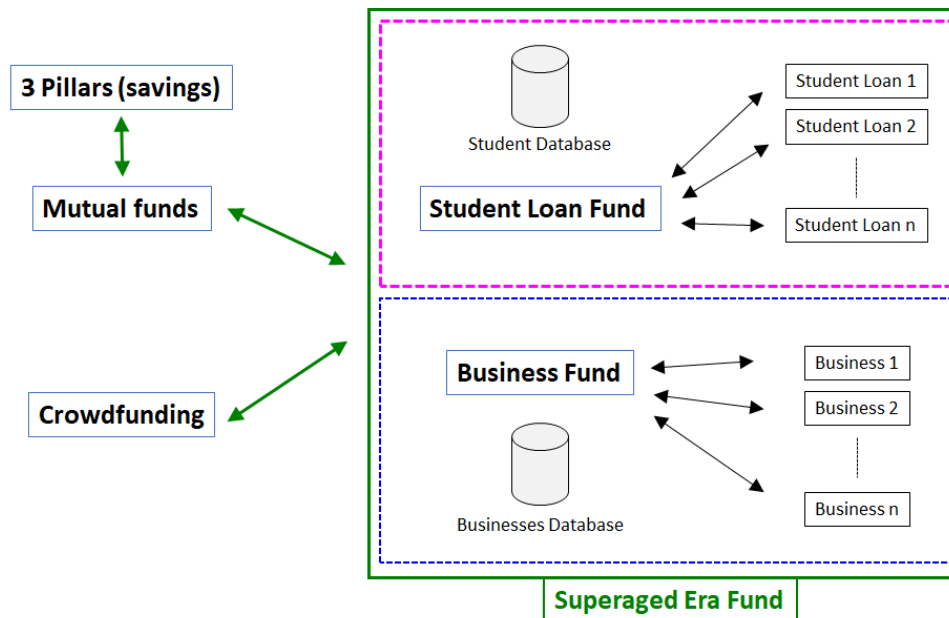 3 Pillars (savings)
Mutual funds
Crowdfunding
Student Database
Student Loan Fund
Student Loan 1
Student Loan 2
Student Loan n
Business Fund
Businesses Database
Business 1
Business 2
Business n
Superaged Era Fund